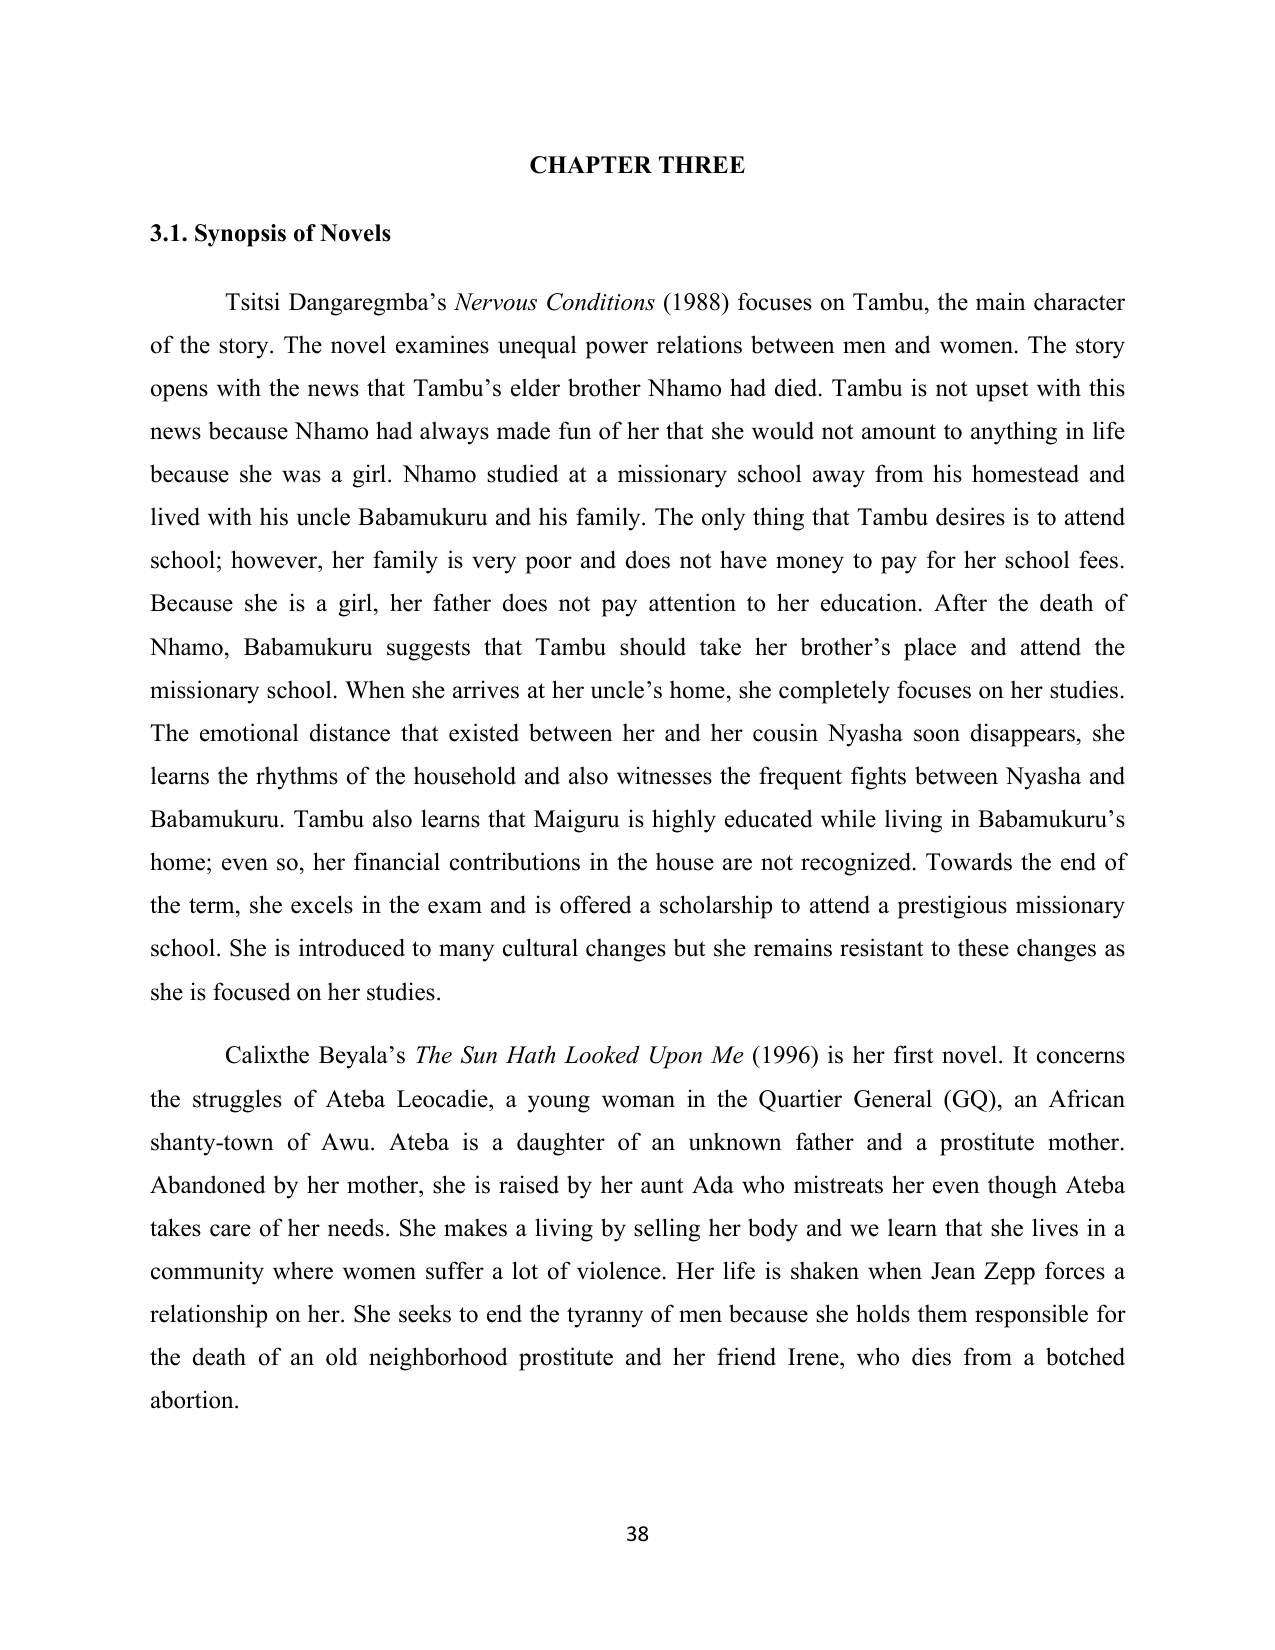 CHAPTER THREE
3.1. Synopsis of Novels
Tsitsi Dangaregmba’s Nervous Conditions (1988) focuses on Tambu, the main character
of the story. The novel examines unequal power relations between men and women. The story
opens with the news that Tambu’s elder brother Nhamo had died. Tambu is not upset with this
news because Nhamo had always made fun of her that she would not amount to anything in life
because she was a girl. Nhamo studied at a missionary school away from his homestead and
lived with his uncle Babamukuru and his family. The only thing that Tambu desires is to attend
school; however, her family is very poor and does not have money to pay for her school fees.
Because she is a girl, her father does not pay attention to her education. After the death of
Nhamo, Babamukuru suggests that Tambu should take her brother’s place and attend the
missionary school. When she arrives at her uncle’s home, she completely focuses on her studies.
The emotional distance that existed between her and her cousin Nyasha soon disappears, she
learns the rhythms of the household and also witnesses the frequent fights between Nyasha and
Babamukuru. Tambu also learns that Maiguru is highly educated while living in Babamukuru’s
home; even so, her financial contributions in the house are not recognized. Towards the end of
the term, she excels in the exam and is offered a scholarship to attend a prestigious missionary
school. She is introduced to many cultural changes but she remains resistant to these changes as
she is focused on her studies.
Calixthe Beyala’s The Sun Hath Looked Upon Me (1996) is her first novel. It concerns
the struggles of Ateba Leocadie, a young woman in the Quartier General (GQ), an African
shanty-town of Awu. Ateba is a daughter of an unknown father and a prostitute mother.
Abandoned by her mother, she is raised by her aunt Ada who mistreats her even though Ateba
takes care of her needs. She makes a living by selling her body and we learn that she lives in a
community where women suffer a lot of violence. Her life is shaken when Jean Zepp forces a
relationship on her. She seeks to end the tyranny of men because she holds them responsible for
the death of an old neighborhood prostitute and her friend Irene, who dies from a botched
abortion.
38